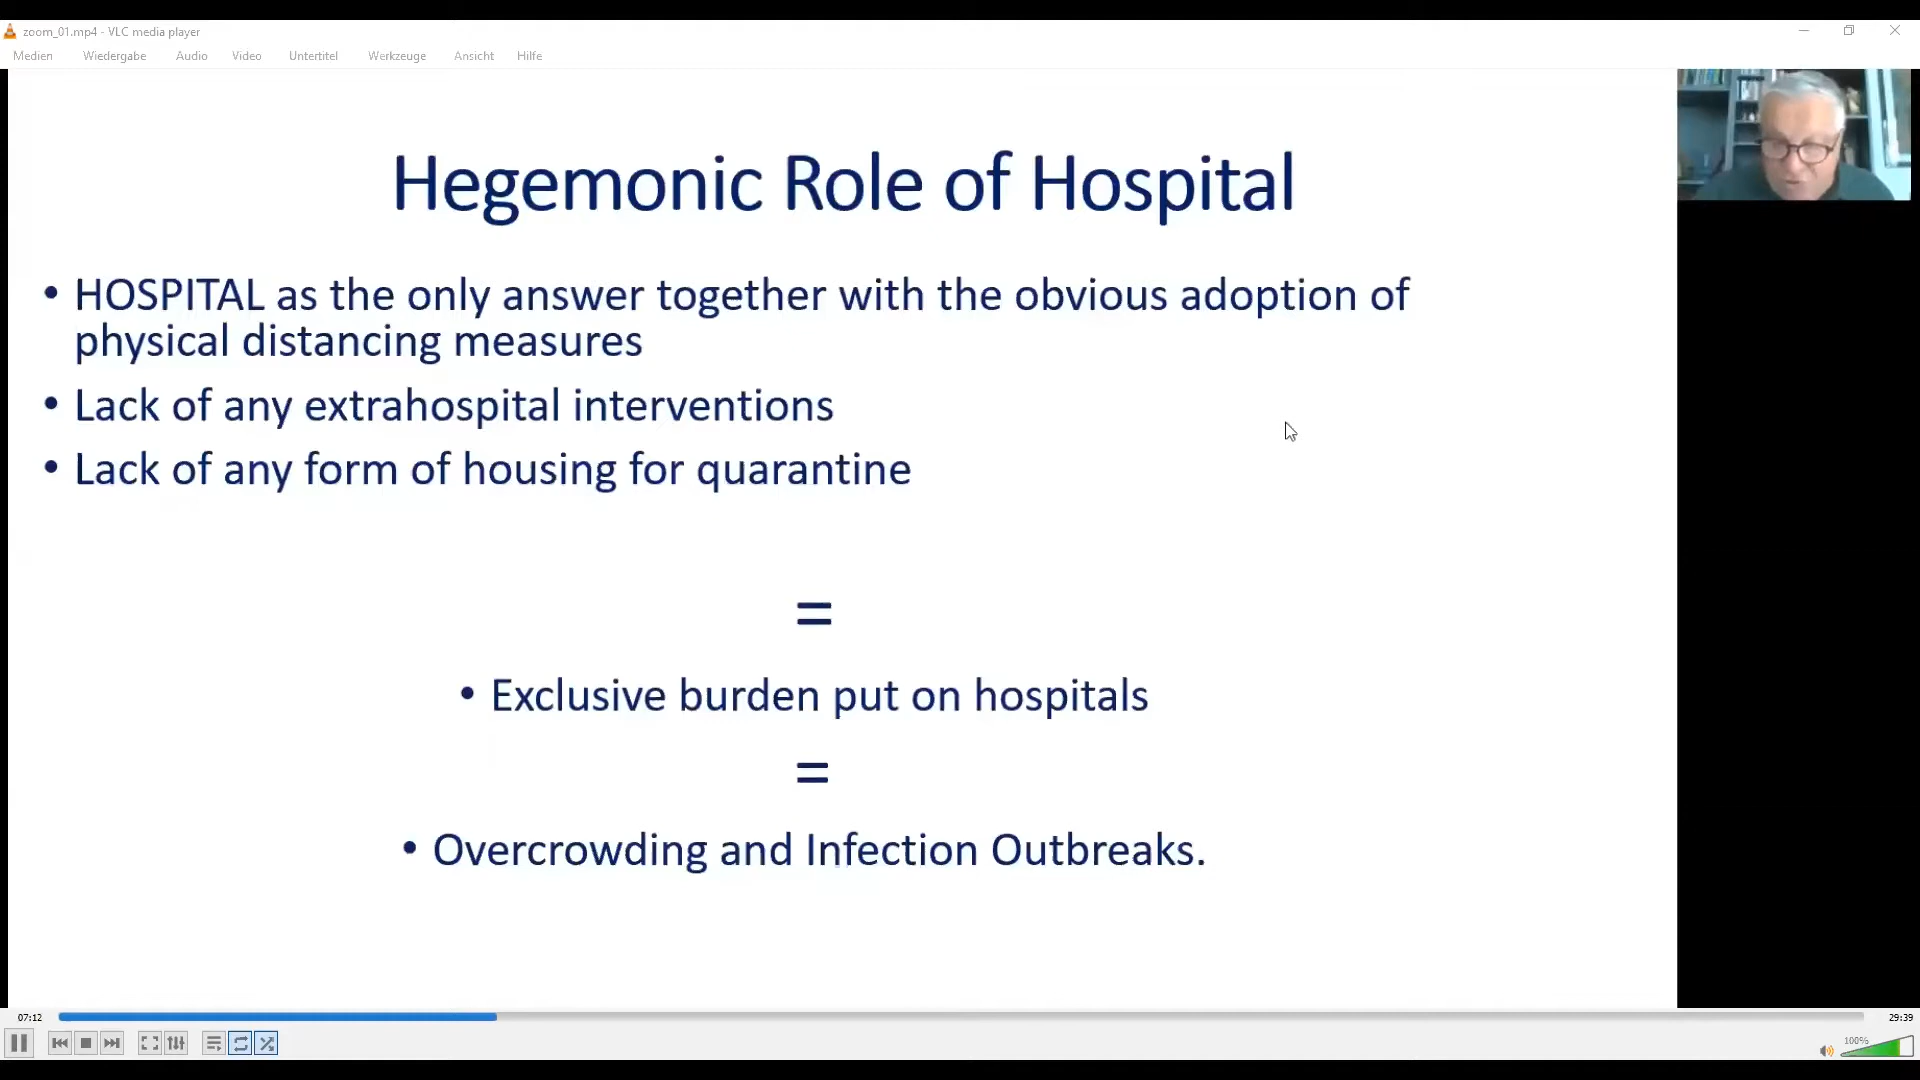 zoom_01.mp4 - VLC media player
Medien Wiedergabe Audio Video Untertitel Werkzeuge Ansicht Hilfe
Hegemonic Role of Hospital
• HOSPITAL as the only answer together with the obvious adoption of
physical distancing measures
• Lack of any extrahospital interventions
• Lack of any form of housing for quarantine
=
• Exclusive burden put on hospitals
=
• Overcrowding and Infection Outbreaks.
07:12 29:39
100%